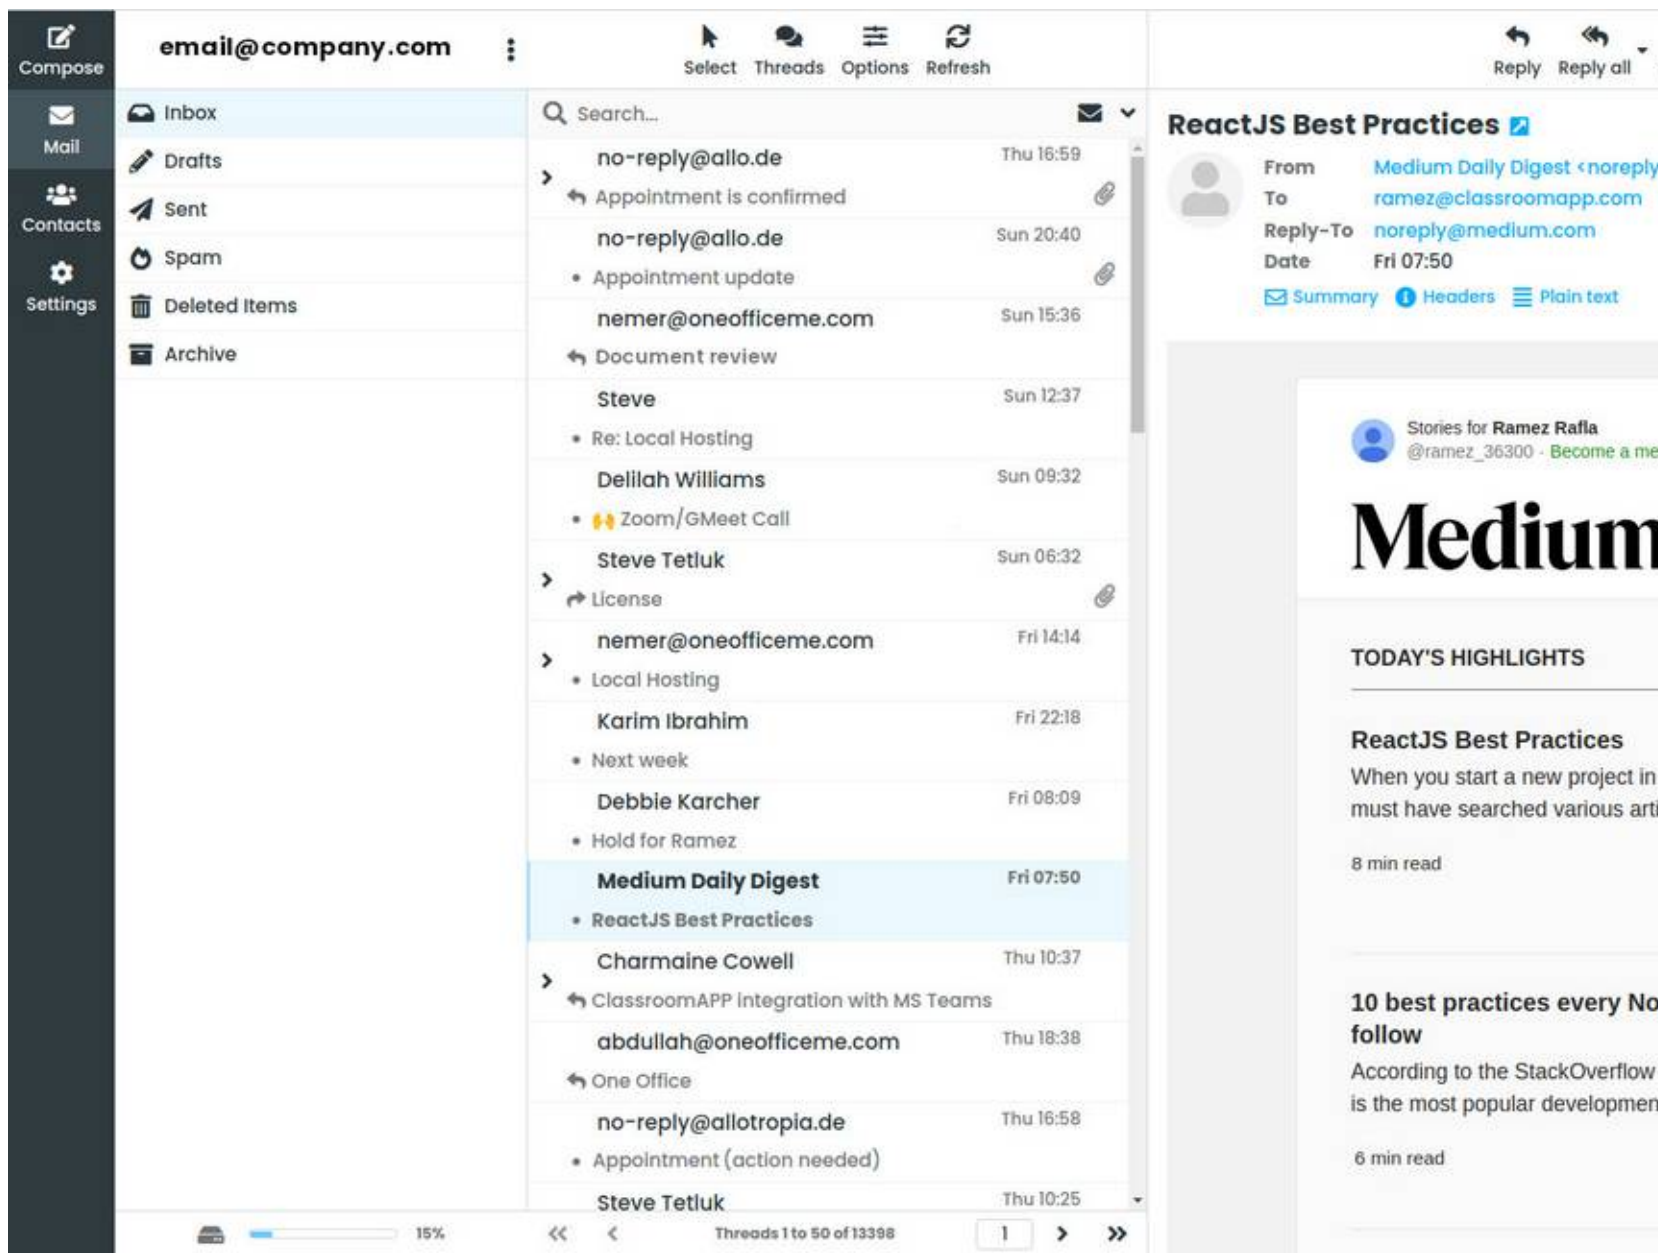 Compose
Mail
Contacts
Settings
email@company.com
Inbox
Drafts
Sent
Spam
Deleted Items
Archive
15%
Select Threads Options Refresh
Search...
no-reply@allo.de Thu 16:59
Appointment is confirmed
no-reply@allo.de Sun 20:40
Appointment update
nemer@oneofficeme.com Sun 15:36
Document review
Steve Sun 12:37
Re: Local Hosting
Delilah Williams Sun 09:32
🙌 Zoom/GMeet Call
Steve Tetluk Sun 06:32
License
nemer@oneofficeme.com Fri 14:14
Local Hosting
Karim Ibrahim Fri 22:18
Next week
Debbie Karcher Fri 08:09
Hold for Ramez
Medium Daily Digest Fri 07:50
ReactJS Best Practices
Charmaine Cowell Thu 10:37
ClassroomAPP integration with MS Teams
abdullah@oneofficeme.com Thu 18:38
One Office
no-reply@allotropia.de Thu 16:58
Appointment (action needed)
Steve Tetluk Thu 10:25
Threads 1 to 50 of 13398 1
Reply Reply all
ReactJS Best Practices
From Medium Daily Digest <noreply
To ramez@classroomapp.com
Reply-To noreply@medium.com
Date Fri 07:50
Summary Headers Plain text
Stories for Ramez Rafla
@ramez_36300 · Become a me
Medium
TODAY'S HIGHLIGHTS
ReactJS Best Practices
When you start a new project in
must have searched various arti
8 min read
10 best practices every No
follow
According to the StackOverflow
is the most popular developmen
6 min read